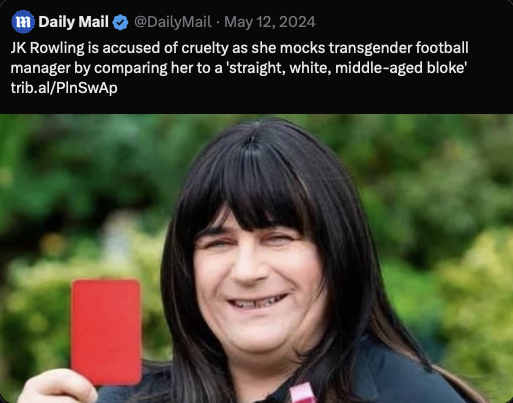 Daily Mail @DailyMail · May 12, 2024
JK Rowling is accused of cruelty as she mocks transgender football
manager by comparing her to a 'straight, white, middle-aged bloke'
trib.al/PlnSwAp